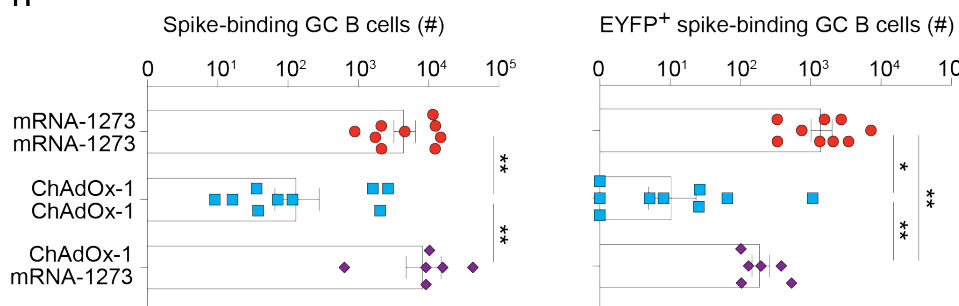 Spike-binding GC B cells (#)
EYFP⁺ spike-binding GC B cells (#)
0 10¹ 10² 10³ 10⁴ 10⁵
0 10¹ 10² 10³ 10⁴
mRNA-1273
mRNA-1273
**
*
**
ChAdOx-1
ChAdOx-1
**
**
ChAdOx-1
mRNA-1273